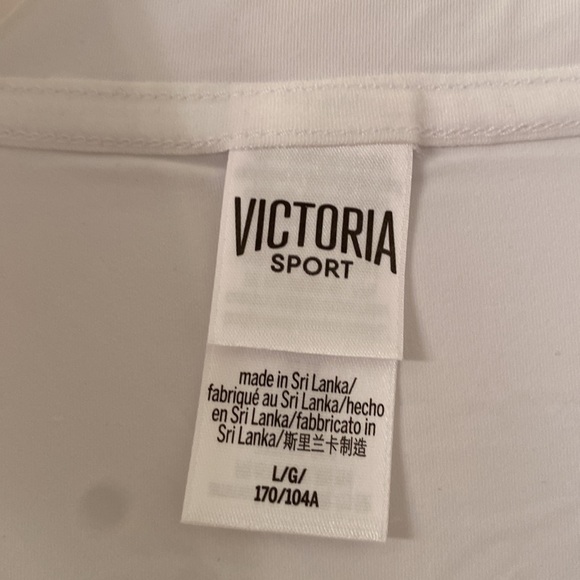 VICTORIA
SPORT
made in Sri Lanka/
fabriqué au Sri Lanka/hecho
en Sri Lanka/fabbricato in
Sri Lanka/斯里兰卡制造
L/G/
170/104A